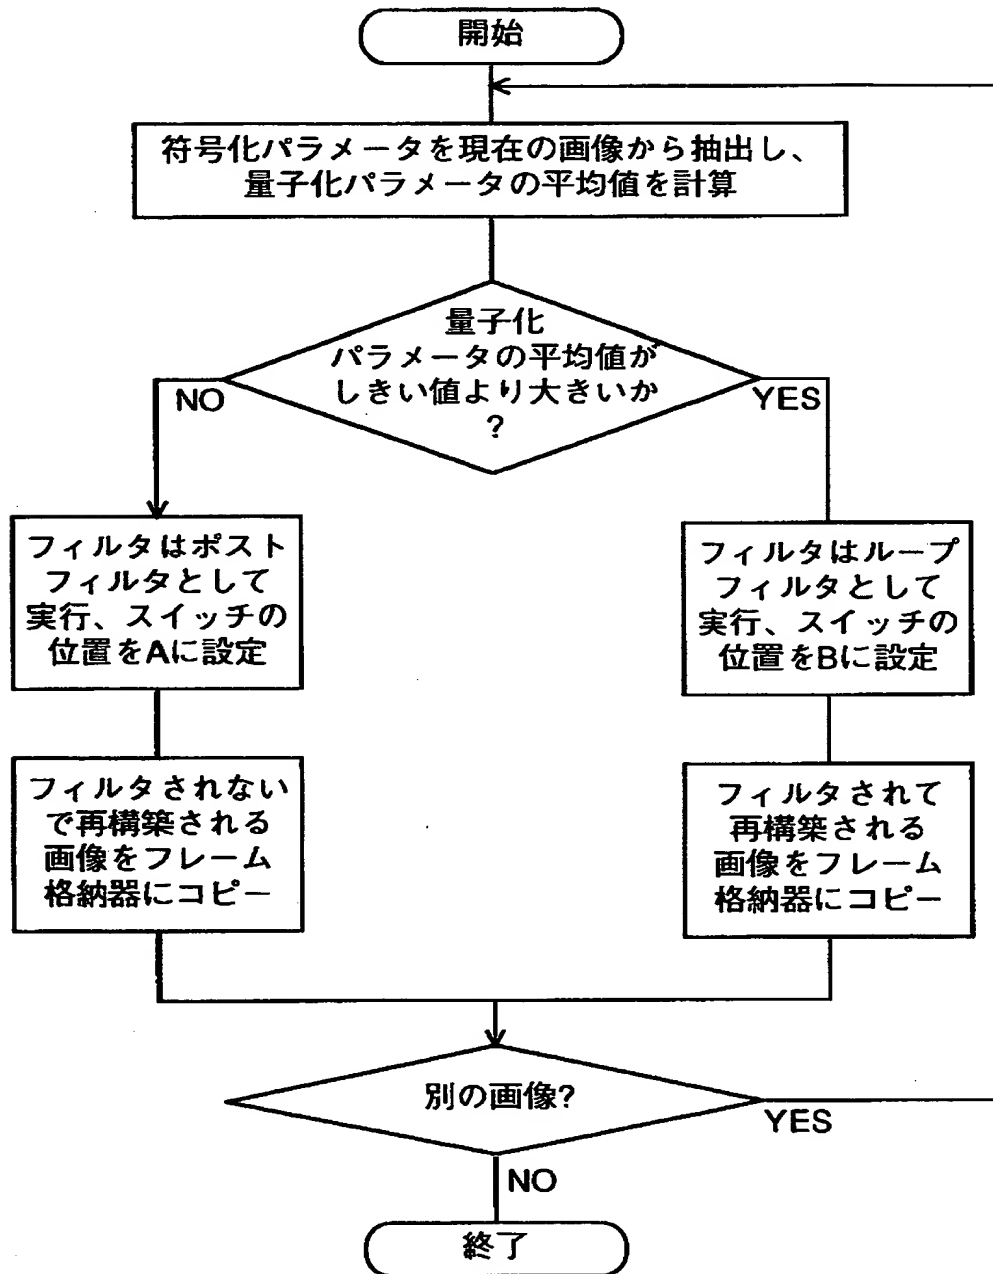 開始
符号化パラメータを現在の画像から抽出し、
量子化パラメータの平均値を計算
量子化
パラメータの平均値が
しきい値より大きいか
?
NO
YES
フィルタはポスト
フィルタとして
実行、スイッチの
位置をAに設定
フィルタはループ
フィルタとして
実行、スイッチの
位置をBに設定
フィルタされない
で再構築される
画像をフレーム
格納器にコピー
フィルタされて
再構築される
画像をフレーム
格納器にコピー
別の画像?
YES
NO
終了